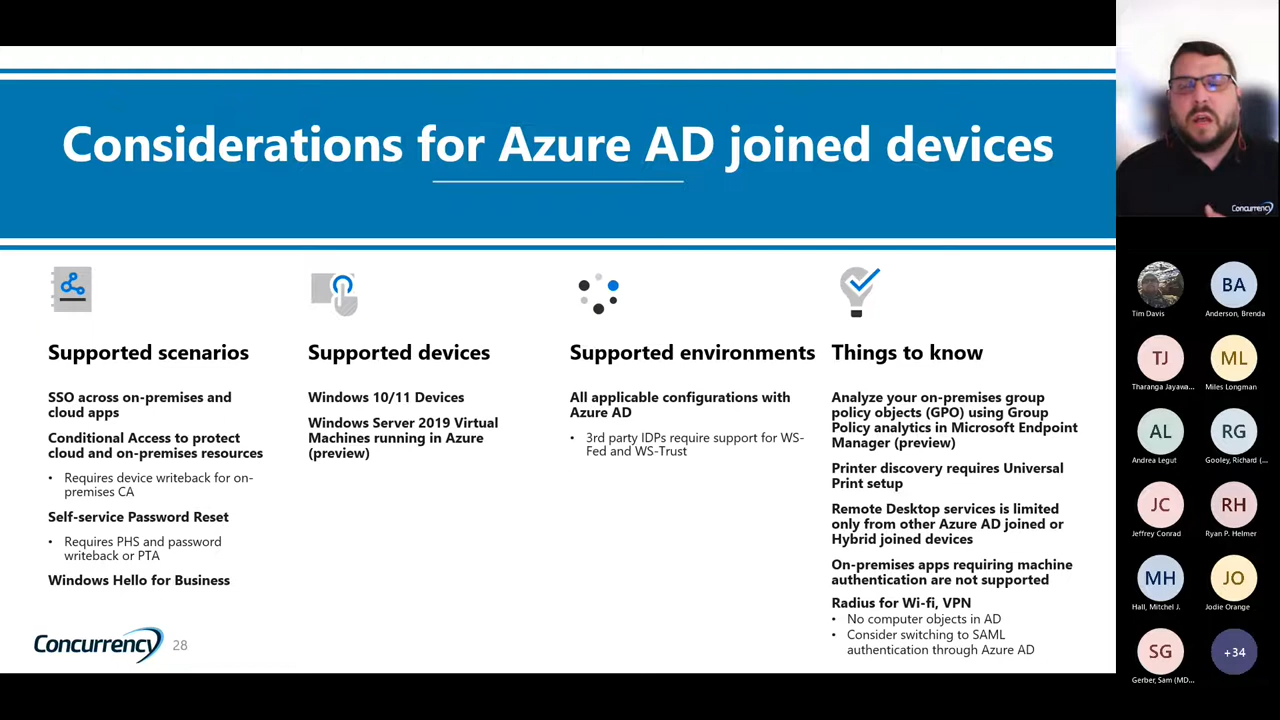 Considerations for Azure AD joined devices
Supported scenarios
SSO across on-premises and
cloud apps
Conditional Access to protect
cloud and on-premises resources
• Requires device writeback for on-
premises CA
Self-service Password Reset
• Requires PHS and password
writeback or PTA
Windows Hello for Business
Supported devices
Windows 10/11 Devices
Windows Server 2019 Virtual
Machines running in Azure
(preview)
Supported environments
All applicable configurations with
Azure AD
• 3rd party IDPs require support for WS-
Fed and WS-Trust
Things to know
Analyze your on-premises group
policy objects (GPO) using Group
Policy analytics in Microsoft Endpoint
Manager (preview)
Printer discovery requires Universal
Print setup
Remote Desktop services is limited
only from other Azure AD joined or
Hybrid joined devices
On-premises apps requiring machine
authentication are not supported
Radius for Wi-fi, VPN
• No computer objects in AD
• Consider switching to SAML
authentication through Azure AD
Concurrency
28
Concurrency
Tim Davis
BA
Anderson, Brenda
TJ
Tharanga Jayawa...
ML
Miles Longman
AL
Andrea Legut
RG
Gooley, Richard (...
JC
Jeffrey Conrad
RH
Ryan P. Helmer
MH
Hall, Mitchel J.
JO
Jodie Orange
SG
Gerber, Sam (MD...
+34